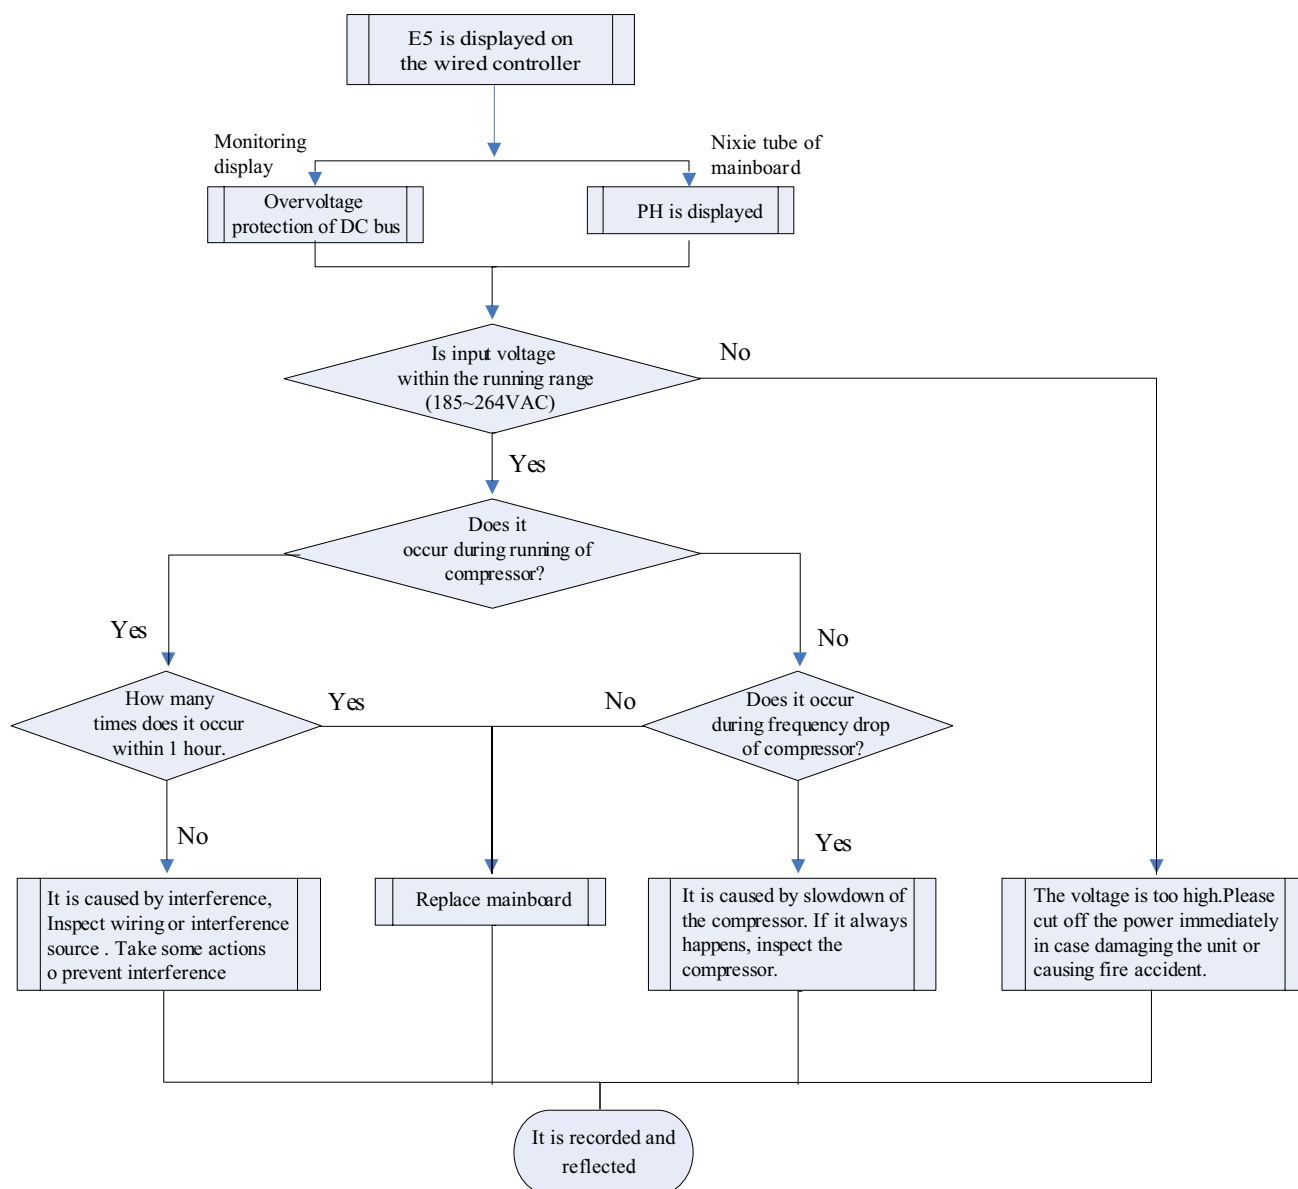 E5 is displayed on
the wired controller
Monitoring
display
Nixie tube of
mainboard
Overvoltage
protection of DC bus
PH is displayed
Is input voltage
within the running range
(185~264VAC)
No
Yes
Does it
occur during running of
compressor?
Yes
No
How many
times does it occur
within 1 hour.
Yes
No
Does it occur
during frequency drop
of compressor?
No
Yes
It is caused by interference,
Inspect wiring or interference
source . Take some actions
o prevent interference
Replace mainboard
It is caused by slowdown of
the compressor. If it always
happens, inspect the
compressor.
The voltage is too high.Please
cut off the power immediately
in case damaging the unit or
causing fire accident.
It is recorded and
reflected.